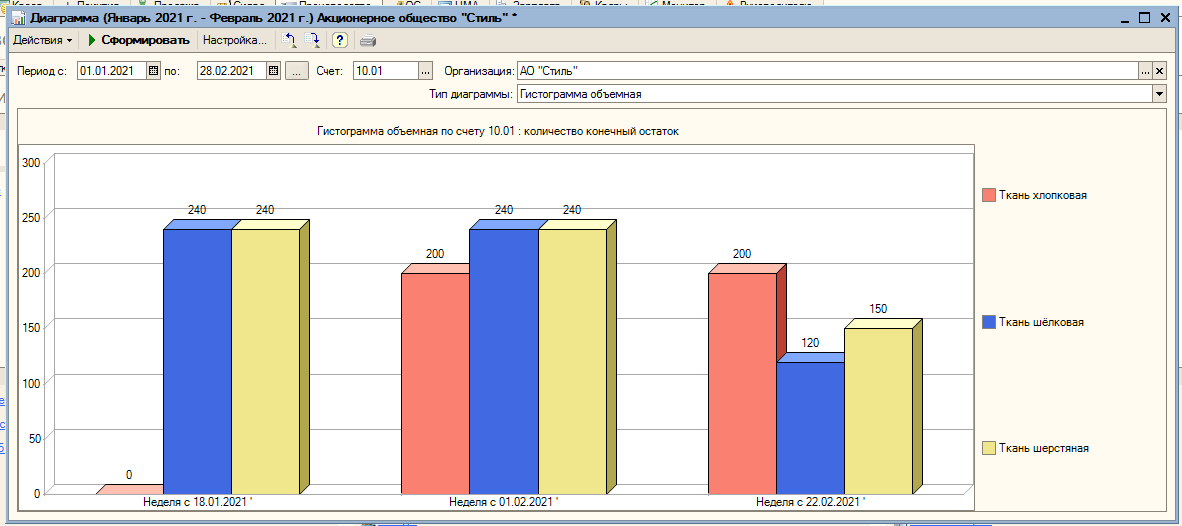 Диаграмма (Январь 2021 г. - Февраль 2021 г.) Акционерное общество "Стиль" *
Действия Сформировать Настройка... ?
Период с: 01.01.2021 по: 28.02.2021 ... Счет: 10.01 ... Организация: АО "Стиль" ... ×
Тип диаграммы: Гистограмма объемная
Гистограмма объемная по счету 10.01 : количество конечный остаток
300
250
200
150
100
50
0
0
240
240
200
240
240
200
120
150
Неделя с 18.01.2021 ' Неделя с 01.02.2021 ' Неделя с 22.02.2021 '
Ткань хлопковая
Ткань шёлковая
Ткань шерстяная